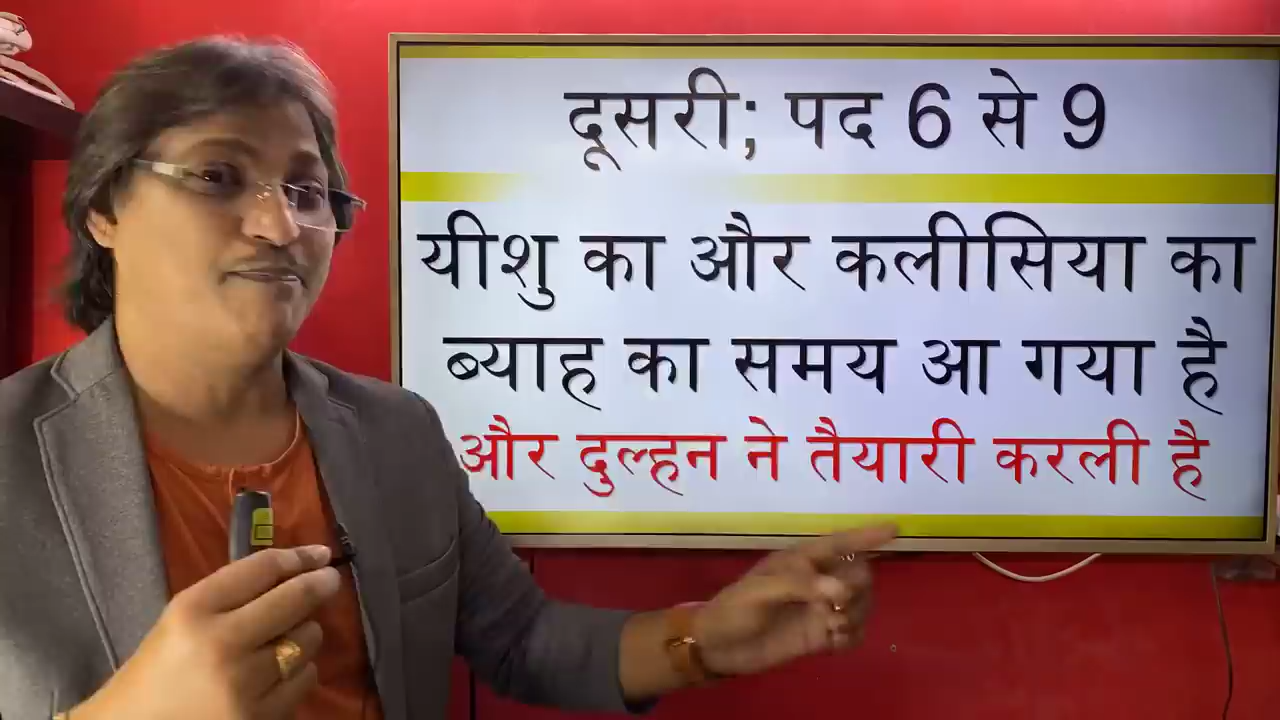 दूसरी; पद 6 से 9
यीशु का और कलीसिया का
ब्याह का समय आ गया है
और दुल्हन ने तैयारी करली है